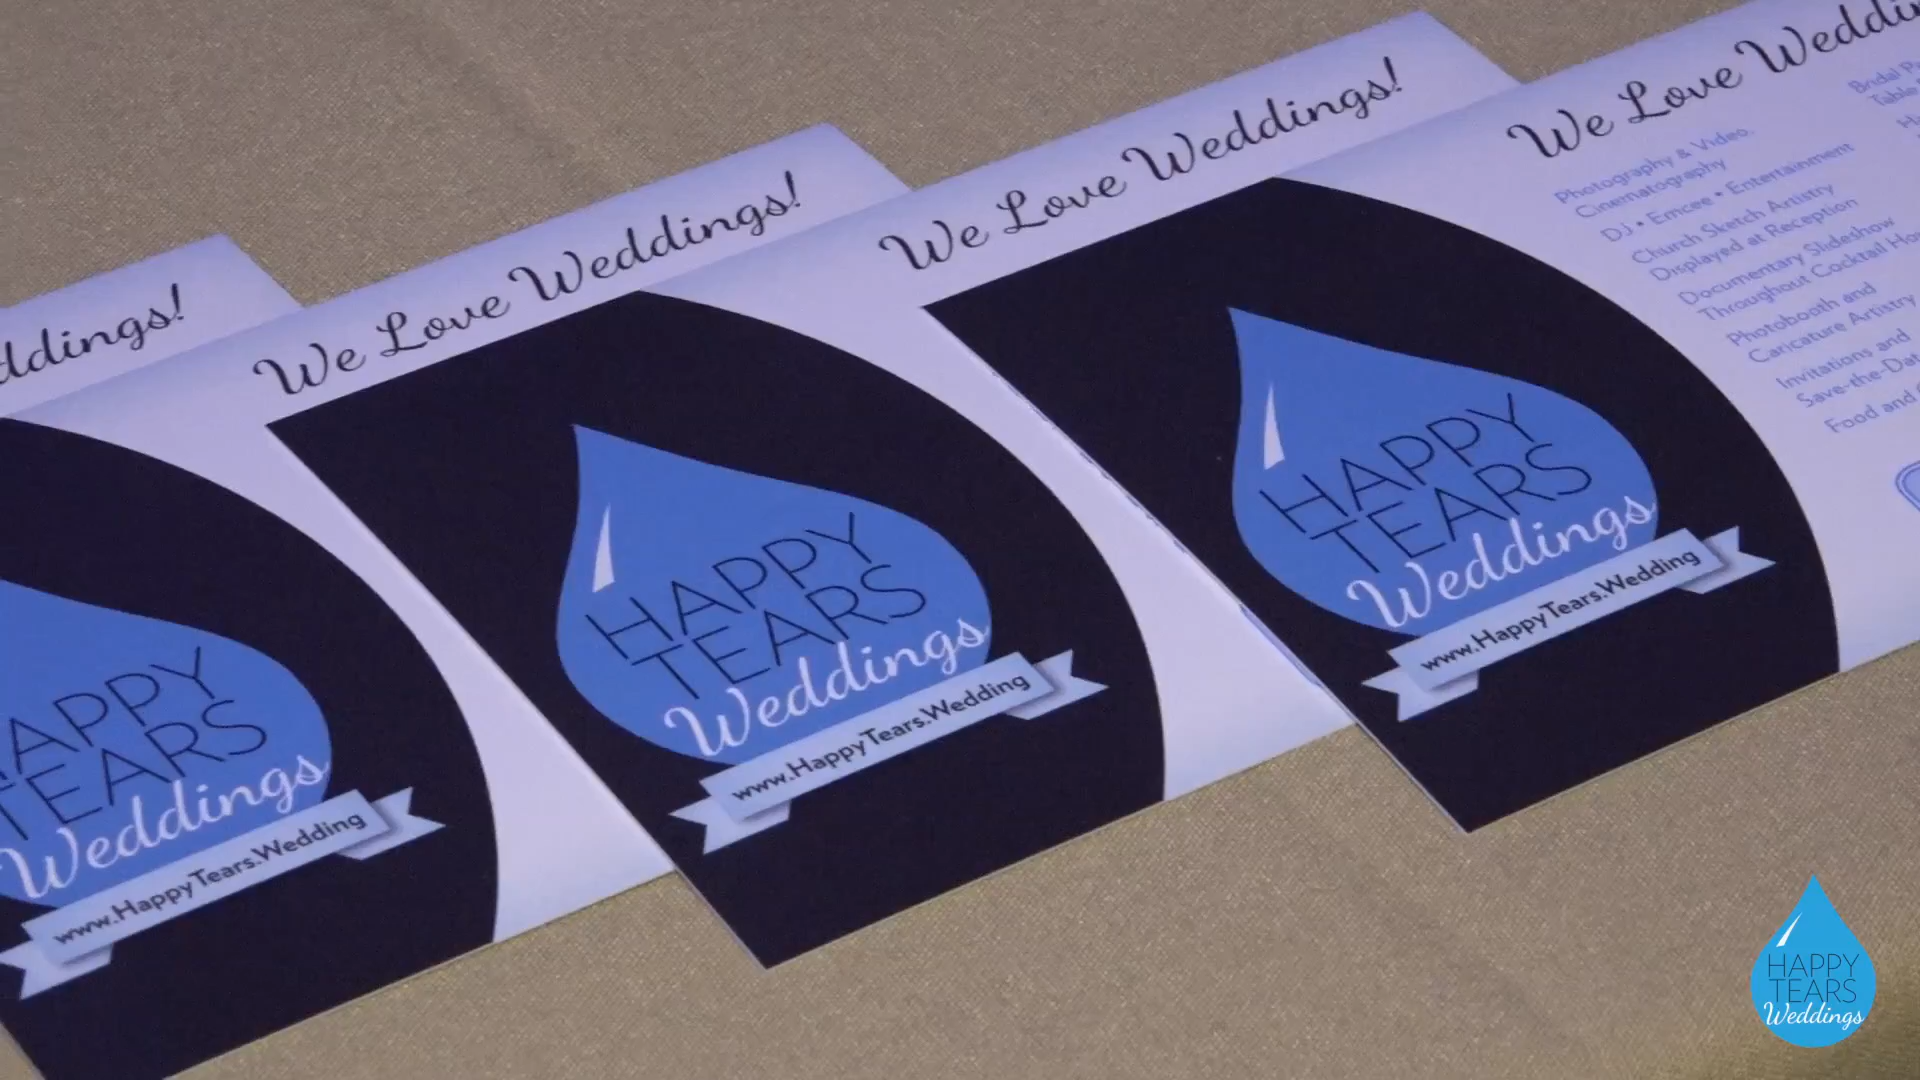 ddings!
HAPPY
TEARS
Weddings
www.HappyTears.Wedding
We Love Weddings!
HAPPY
TEARS
Weddings
www.HappyTears.Wedding
We Love Weddings!
HAPPY
TEARS
Weddings
www.HappyTears.Wedding
We Love Weddi
Photography & Video
Cinematography
DJ • Emcee • Entertainment
Church Sketch Artistry
Displayed at Reception
Documentary Slideshow
Throughout Cocktail Ho
Photobooth and
Caricature Artistry
Invitations and
Save-the-Dat
Food and
Bridal
Table
HAPPY
TEARS
Weddings